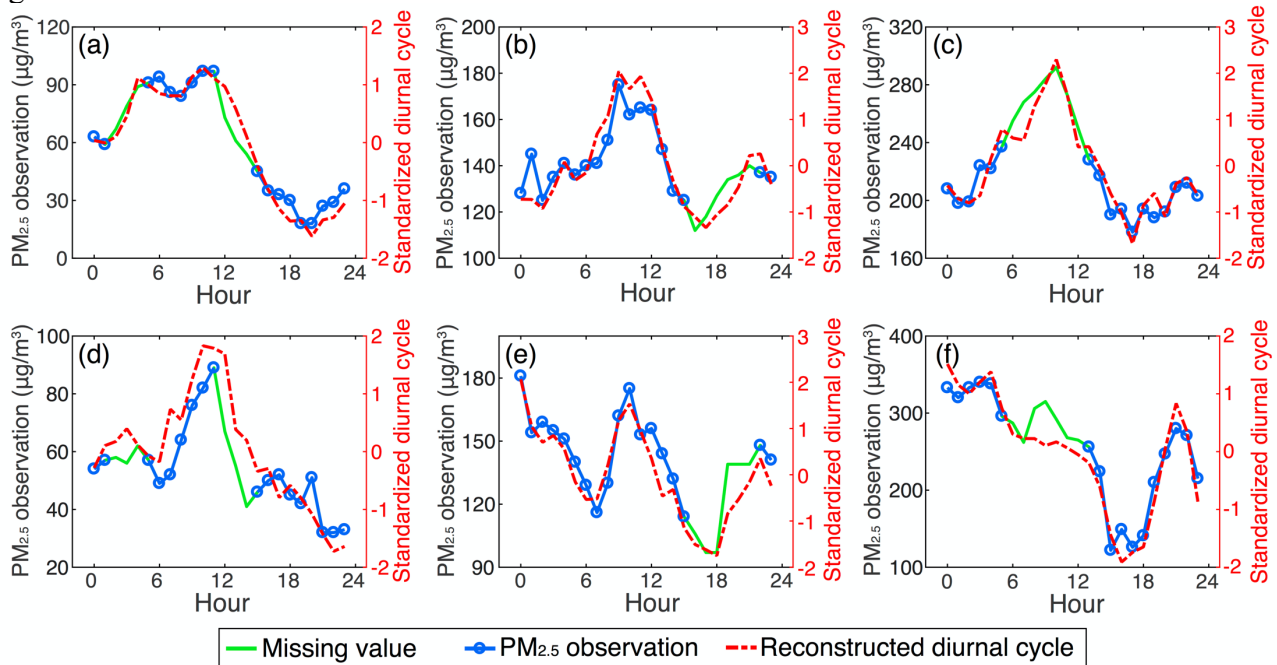 (a)
PM2.5 observation (μg/m³)
120
90
60
30
0
0 6 12 18 24
Hour
2
1
0
-1
-2
Standardized diurnal cycle
(b)
PM2.5 observation (μg/m³)
200
180
160
140
120
100
0 6 12 18 24
Hour
3
2
1
0
-1
-2
Standardized diurnal cycle
(c)
PM2.5 observation (μg/m³)
320
280
240
200
160
0 6 12 18 24
Hour
3
2
1
0
-1
-2
Standardized diurnal cycle
(d)
PM2.5 observation (μg/m³)
100
80
60
40
20
0 6 12 18 24
Hour
2
1
0
-1
-2
Standardized diurnal cycle
(e)
PM2.5 observation (μg/m³)
180
150
120
90
0 6 12 18 24
Hour
3
2
1
0
-1
-2
Standardized diurnal cycle
(f)
PM2.5 observation (μg/m³)
400
300
200
100
0 6 12 18 24
Hour
2
1
0
-1
-2
Standardized diurnal cycle
Missing value PM2.5 observation Reconstructed diurnal cycle